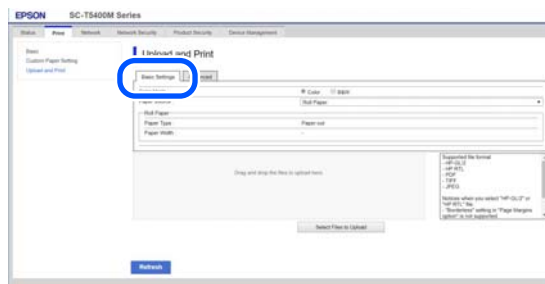 EPSON SC-T5400M Series
Status Print Network Network Security Product Security Device Management
Basic
Custom Paper Setting
Upload and Print
Upload and Print
Basic Settings
Color B&W
Roll Paper
Roll Paper
Paper Type Paper out
Paper Width -
Drag and drop the files to upload here.
Supported file format
- HP-GL/2
- HP RTL
- PDF
- TIFF
- JPEG
Notices when you select "HP-GL/2" or
"HP RTL" file.
- "Borderless" setting in "Page Margins
option" is not supported
Select Files to Upload
Refresh